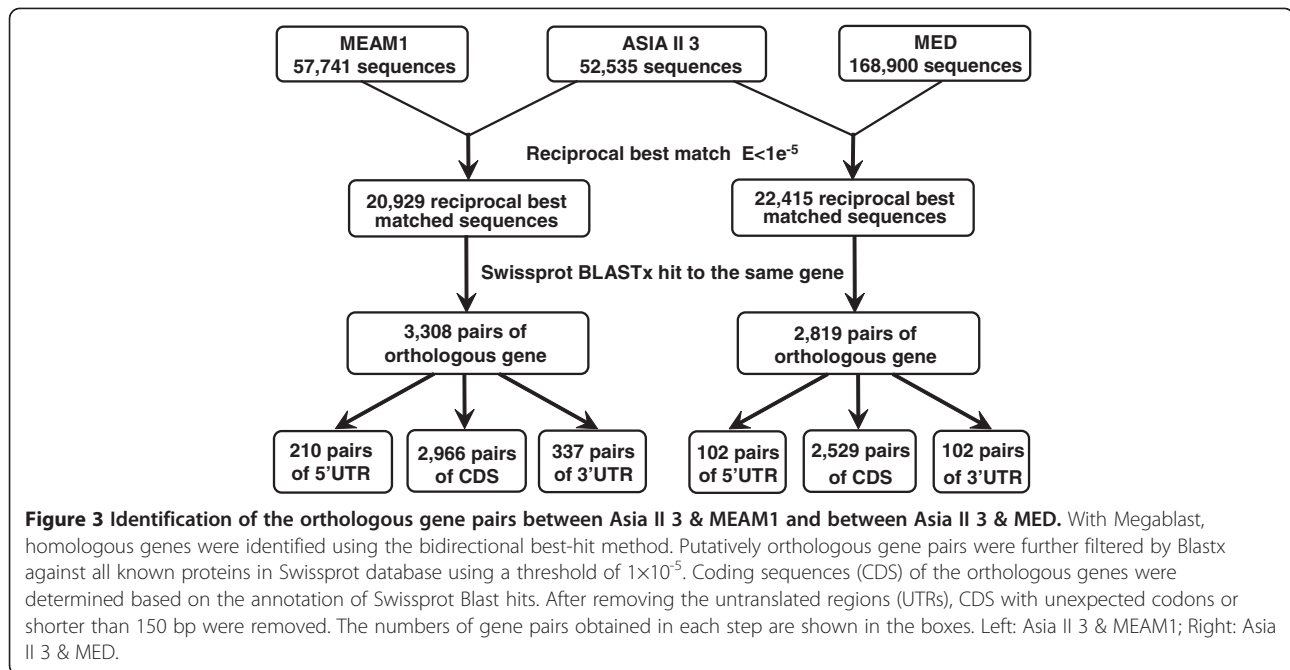 MEAM1
57,741 sequences
ASIA II 3
52,535 sequences
MED
168,900 sequences
Reciprocal best match E<1e-5
20,929 reciprocal best
matched sequences
22,415 reciprocal best
matched sequences
Swissprot BLASTx hit to the same gene
3,308 pairs of
orthologous gene
2,819 pairs of
orthologous gene
210 pairs
of 5'UTR
2,966 pairs
of CDS
337 pairs
of 3'UTR
102 pairs
of 5'UTR
2,529 pairs
of CDS
102 pairs
of 3'UTR
Figure 3 Identification of the orthologous gene pairs between Asia II 3 & MEAM1 and between Asia II 3 & MED. With Megablast,
homologous genes were identified using the bidirectional best-hit method. Putatively orthologous gene pairs were further filtered by Blastx
against all known proteins in Swissprot database using a threshold of 1×10-5. Coding sequences (CDS) of the orthologous genes were
determined based on the annotation of Swissprot Blast hits. After removing the untranslated regions (UTRs), CDS with unexpected codons or
shorter than 150 bp were removed. The numbers of gene pairs obtained in each step are shown in the boxes. Left: Asia II 3 & MEAM1; Right: Asia
II 3 & MED.